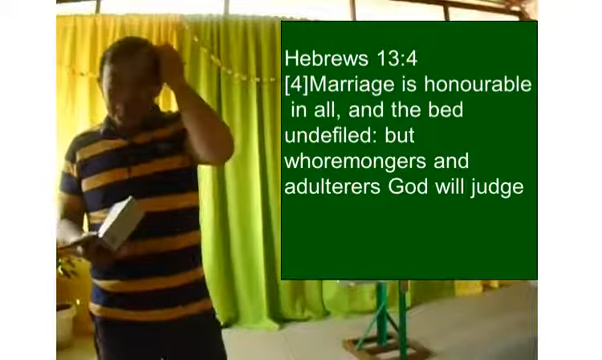 Hebrews 13:4
[4]Marriage is honourable
in all, and the bed
undefiled: but
whoremongers and
adulterers God will judge